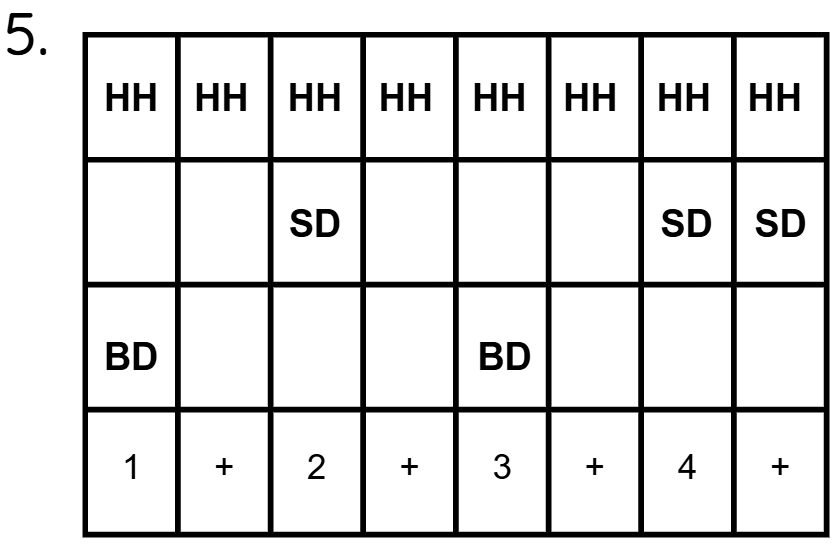 5.
HH HH HH HH HH HH HH HH
SD SD SD
BD BD
1 + 2 + 3 + 4 +